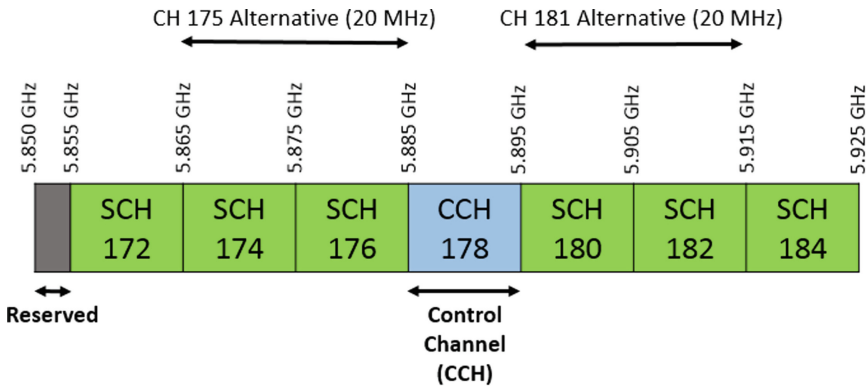 CH 175 Alternative (20 MHz)
CH 181 Alternative (20 MHz)
5.850 GHz
5.855 GHz
5.865 GHz
5.875 GHz
5.885 GHz
5.895 GHz
5.905 GHz
5.915 GHz
5.925 GHz
SCH
172
SCH
174
SCH
176
CCH
178
SCH
180
SCH
182
SCH
184
Reserved
Control
Channel
(CCH)